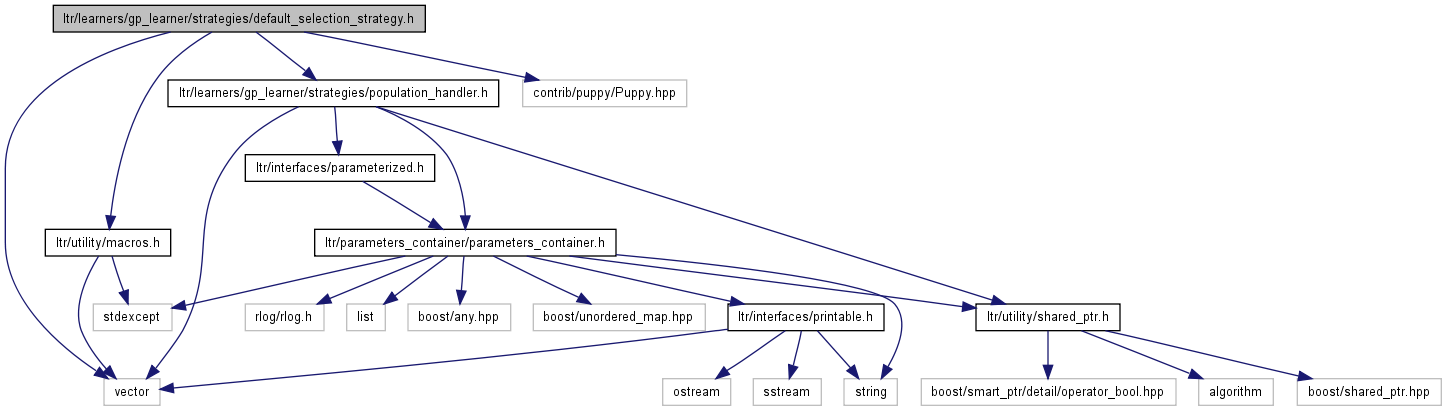 ltr/learners/gp_learner/strategies/default_selection_strategy.h
ltr/learners/gp_learner/strategies/population_handler.h
contrib/puppy/Puppy.hpp
ltr/interfaces/parameterized.h
ltr/utility/macros.h
ltr/parameters_container/parameters_container.h
stdexcept
rlog/rlog.h
list
boost/any.hpp
boost/unordered_map.hpp
ltr/interfaces/printable.h
ltr/utility/shared_ptr.h
vector
ostream
sstream
string
boost/smart_ptr/detail/operator_bool.hpp
algorithm
boost/shared_ptr.hpp